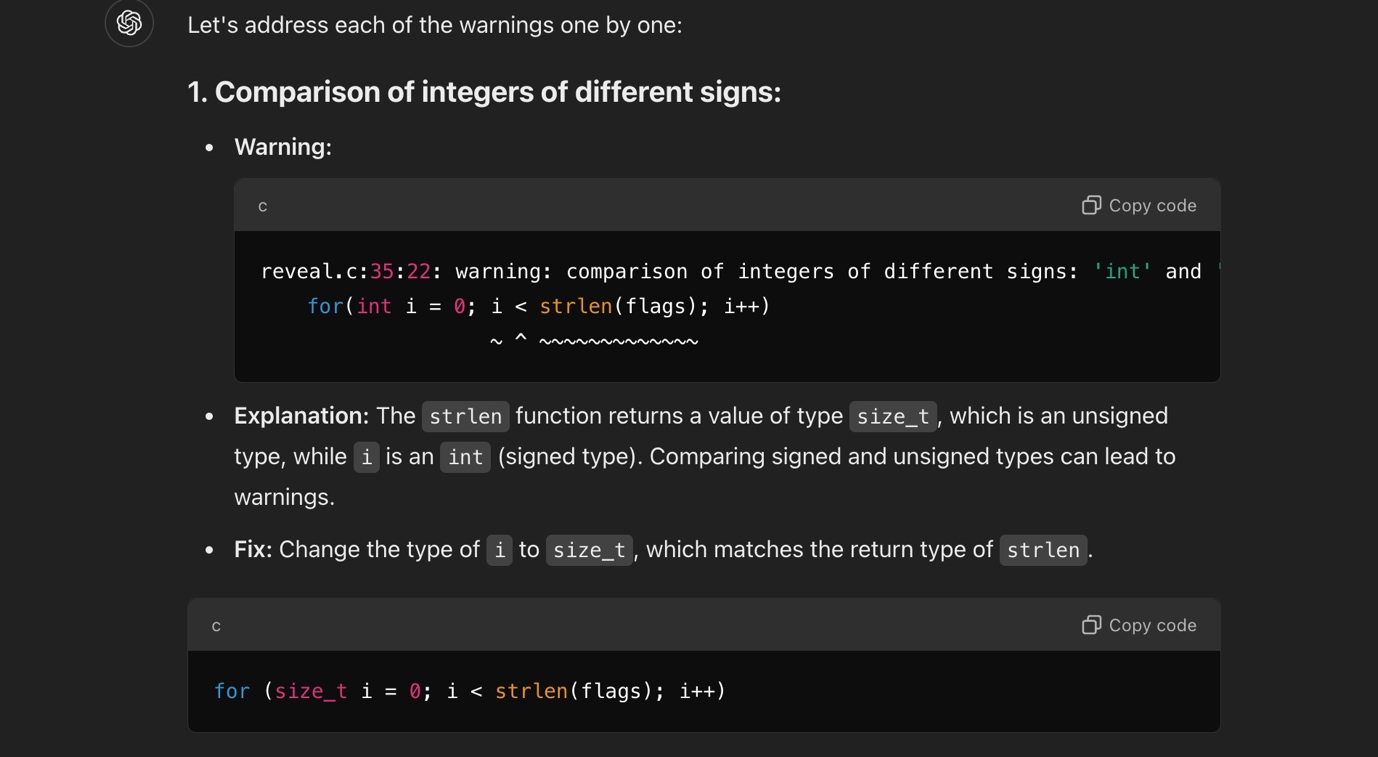 Let's address each of the warnings one by one:
1. Comparison of integers of different signs:
• Warning:
c
Copy code
reveal.c:35:22: warning: comparison of integers of different signs: 'int' and '
for(int i = 0; i < strlen(flags); i++)
~ ^ ~~~~~~~~~~~~~
• Explanation: The strlen function returns a value of type size_t, which is an unsigned
type, while i is an int (signed type). Comparing signed and unsigned types can lead to
warnings.
• Fix: Change the type of i to size_t, which matches the return type of strlen.
c
Copy code
for (size_t i = 0; i < strlen(flags); i++)